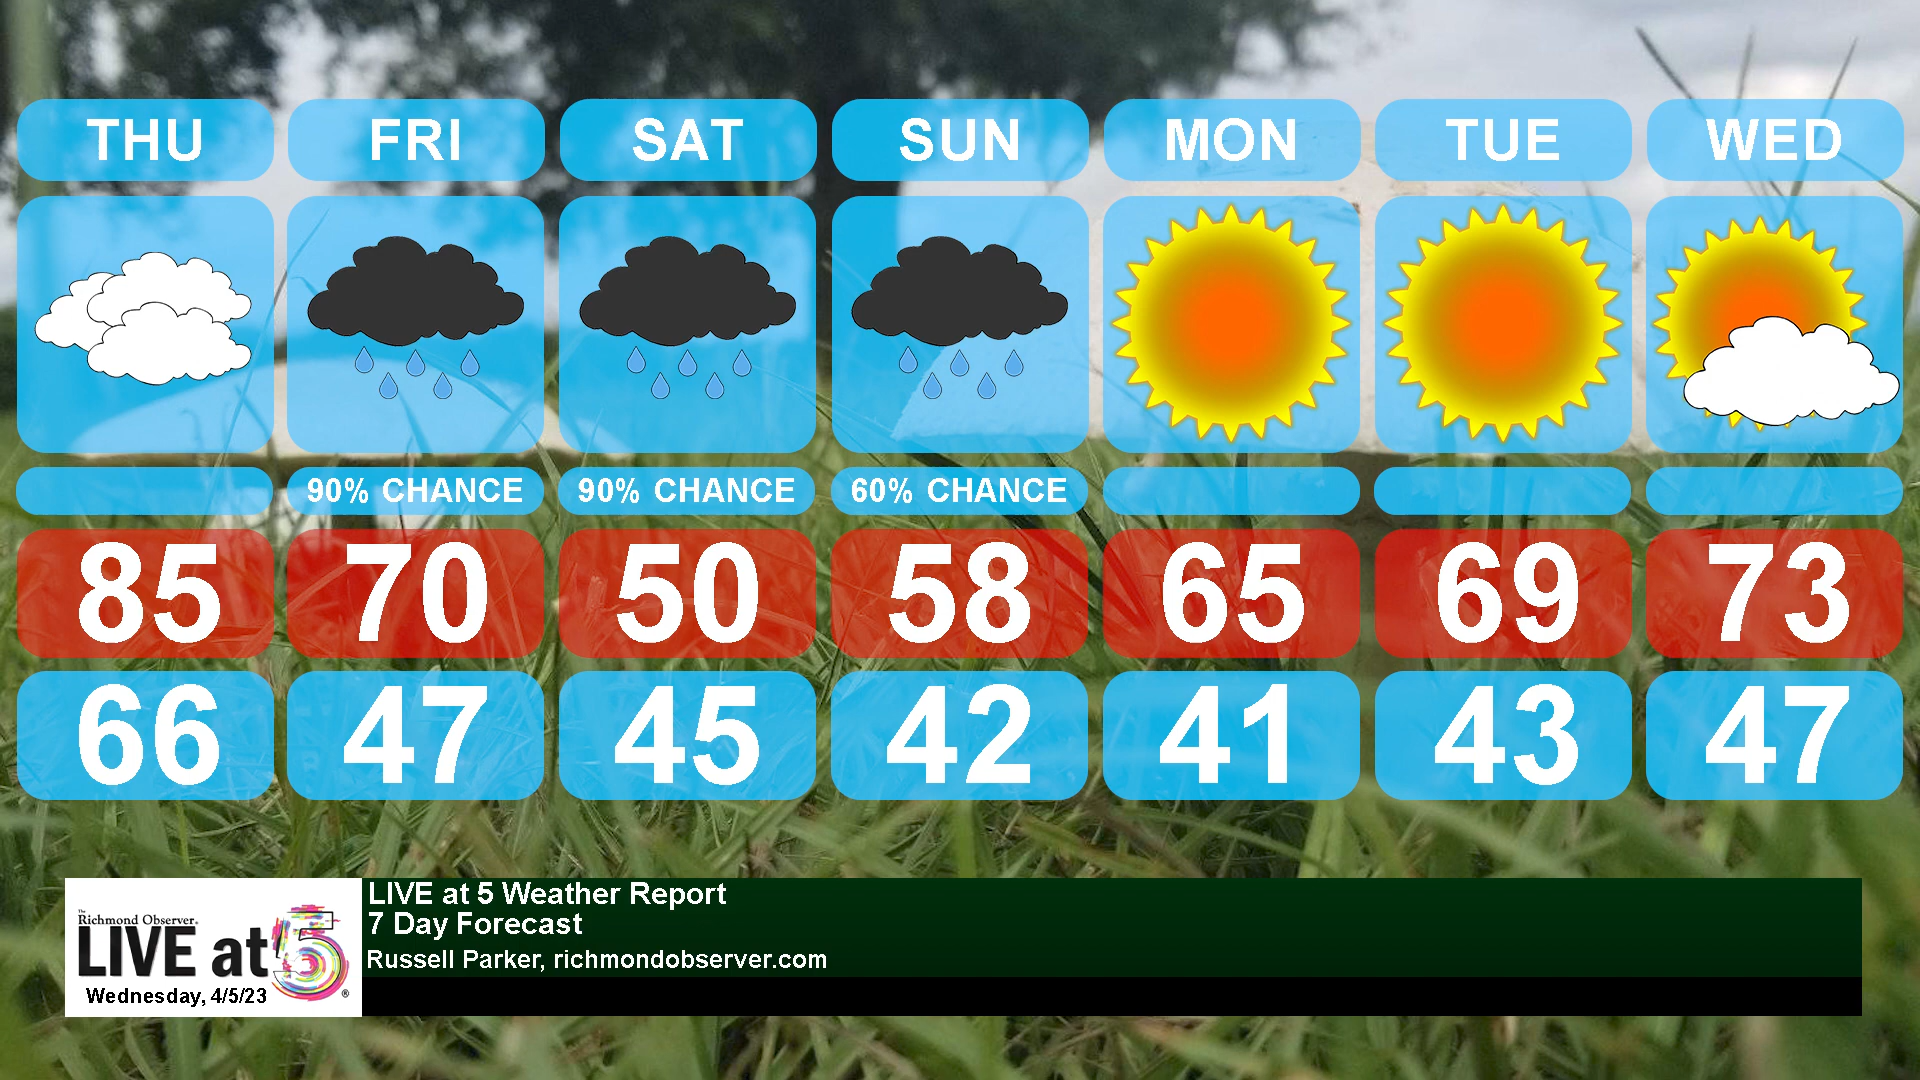 THU FRI SAT SUN MON TUE WED
90% CHANCE 90% CHANCE 60% CHANCE
85 70 50 58 65 69 73
66 47 45 42 41 43 47
LIVE at 5 Weather Report
7 Day Forecast
Russell Parker, richmondobserver.com
The
Richmond Observer.
LIVE at 5
®
Wednesday, 4/5/23